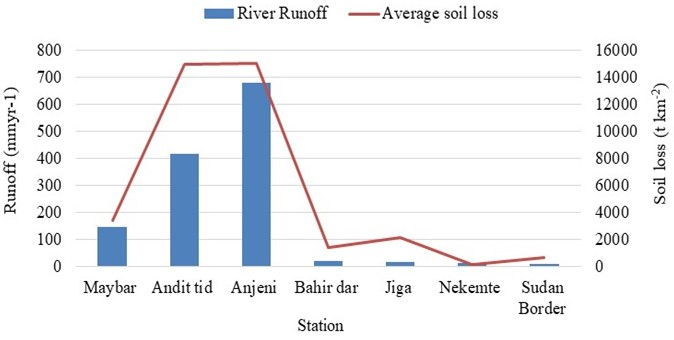 River Runoff
Average soil loss
800
700
600
500
400
300
200
100
0
Runoff (mmyr-1)
16000
14000
12000
10000
8000
6000
4000
2000
0
Soil loss (t km-2)
Maybar
Andit tid
Anjeni
Bahir dar
Jiga
Nekemte
Sudan
Border
Station